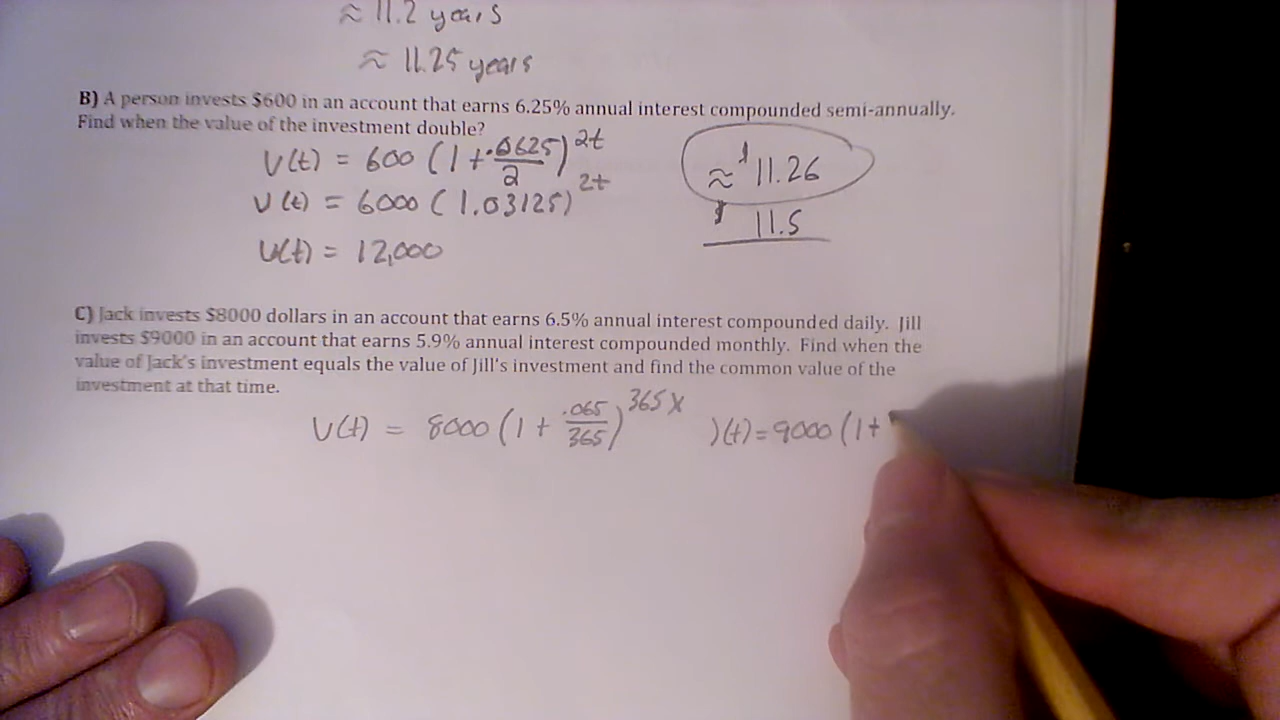 ≈ 11.2 years
≈ 11.25 years
B) A person invests $600 in an account that earns 6.25% annual interest compounded semi-annually.
Find when the value of the investment double?
V(t) = 600 (1 + .0625/2)^2t
≈ 11.26
V(t) = 6000 (1.03125)^2t
11.5
V(t) = 12,000
C) Jack invests $8000 dollars in an account that earns 6.5% annual interest compounded daily. Jill
invests $9000 in an account that earns 5.9% annual interest compounded monthly. Find when the
value of Jack's investment equals the value of Jill's investment and find the common value of the
investment at that time.
V(t) = 8000 (1 + .065/365)^365x )(t) = 9000 (1+